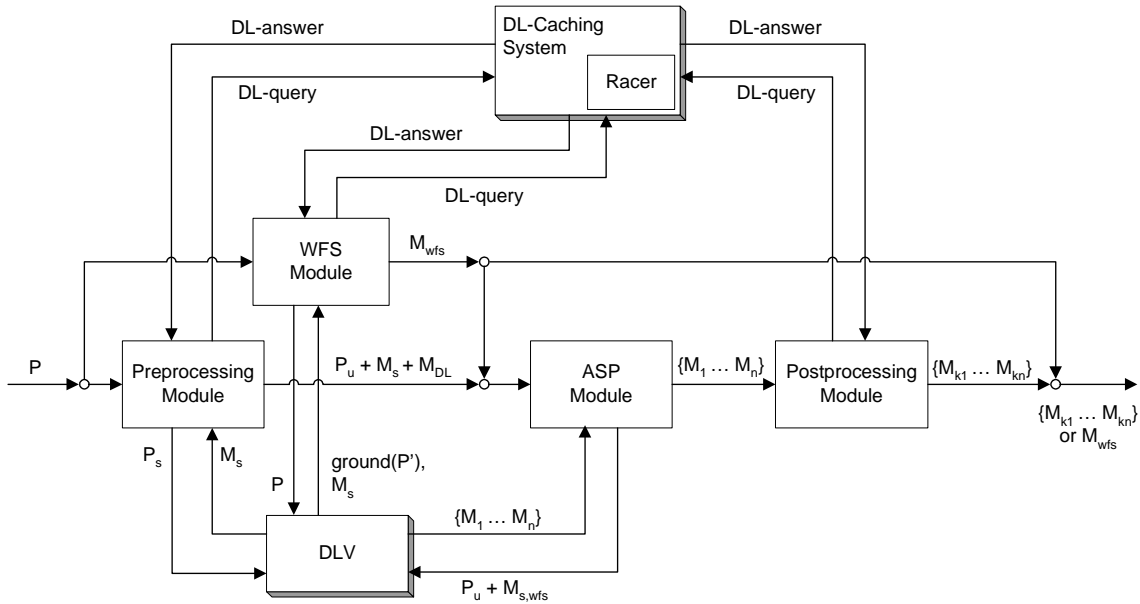 DL-answer
DL-Caching
System
DL-answer
Racer
DL-query
DL-query
DL-answer
DL-query
WFS
Module
M_wfs
P
Preprocessing
Module
P_u + M_s + M_DL
ASP
Module
{M_1 … M_n}
Postprocessing
Module
{M_k1 … M_kn}
{M_k1 … M_kn}
or M_wfs
P_s
M_s
P
ground(P'),
M_s
{M_1 … M_n}
DLV
P_u + M_s,wfs